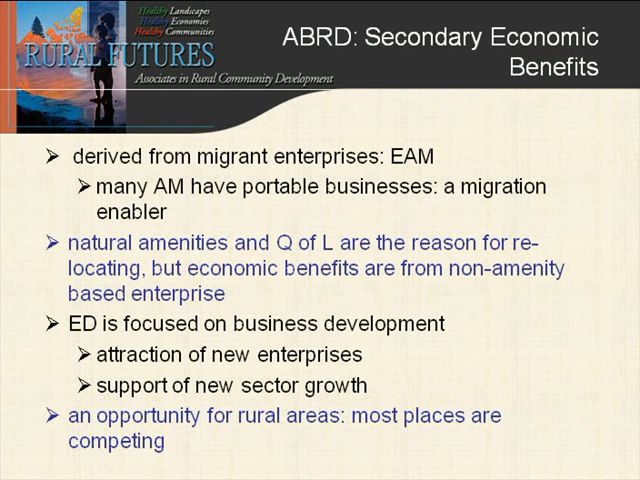 Healthy Landscapes
Healthy Economies
Healthy Communities
RURAL FUTURES
Associates in Rural Community Development
ABRD: Secondary Economic
Benefits
derived from migrant enterprises: EAM
many AM have portable businesses: a migration
enabler
natural amenities and Q of L are the reason for re-
locating, but economic benefits are from non-amenity
based enterprise
ED is focused on business development
attraction of new enterprises
support of new sector growth
an opportunity for rural areas: most places are
competing